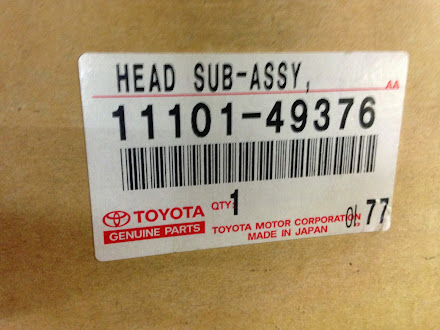 HEAD SUB-ASSY,
AA
11101-49376
TOYOTA QTY: 1
GENUINE PARTS
TOYOTA MOTOR CORPORATION
MADE IN JAPAN
77